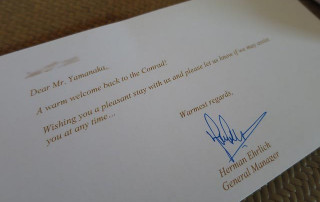 Dear Mr. Yamanaka,
A warm welcome back to the Conrad!
Wishing you a pleasant stay with us and please let us know if we may assist
you at any time...
Warmest regards,
Herman Ehrlich
General Manager